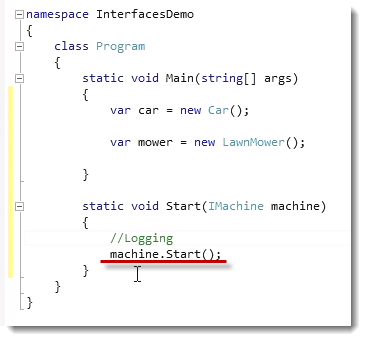 namespace InterfacesDemo
{
    class Program
    {
        static void Main(string[] args)
        {
            var car = new Car();

            var mower = new LawnMower();

        }

        static void Start(IMachine machine)
        {
            //Logging
            machine.Start();
        }
    }
}